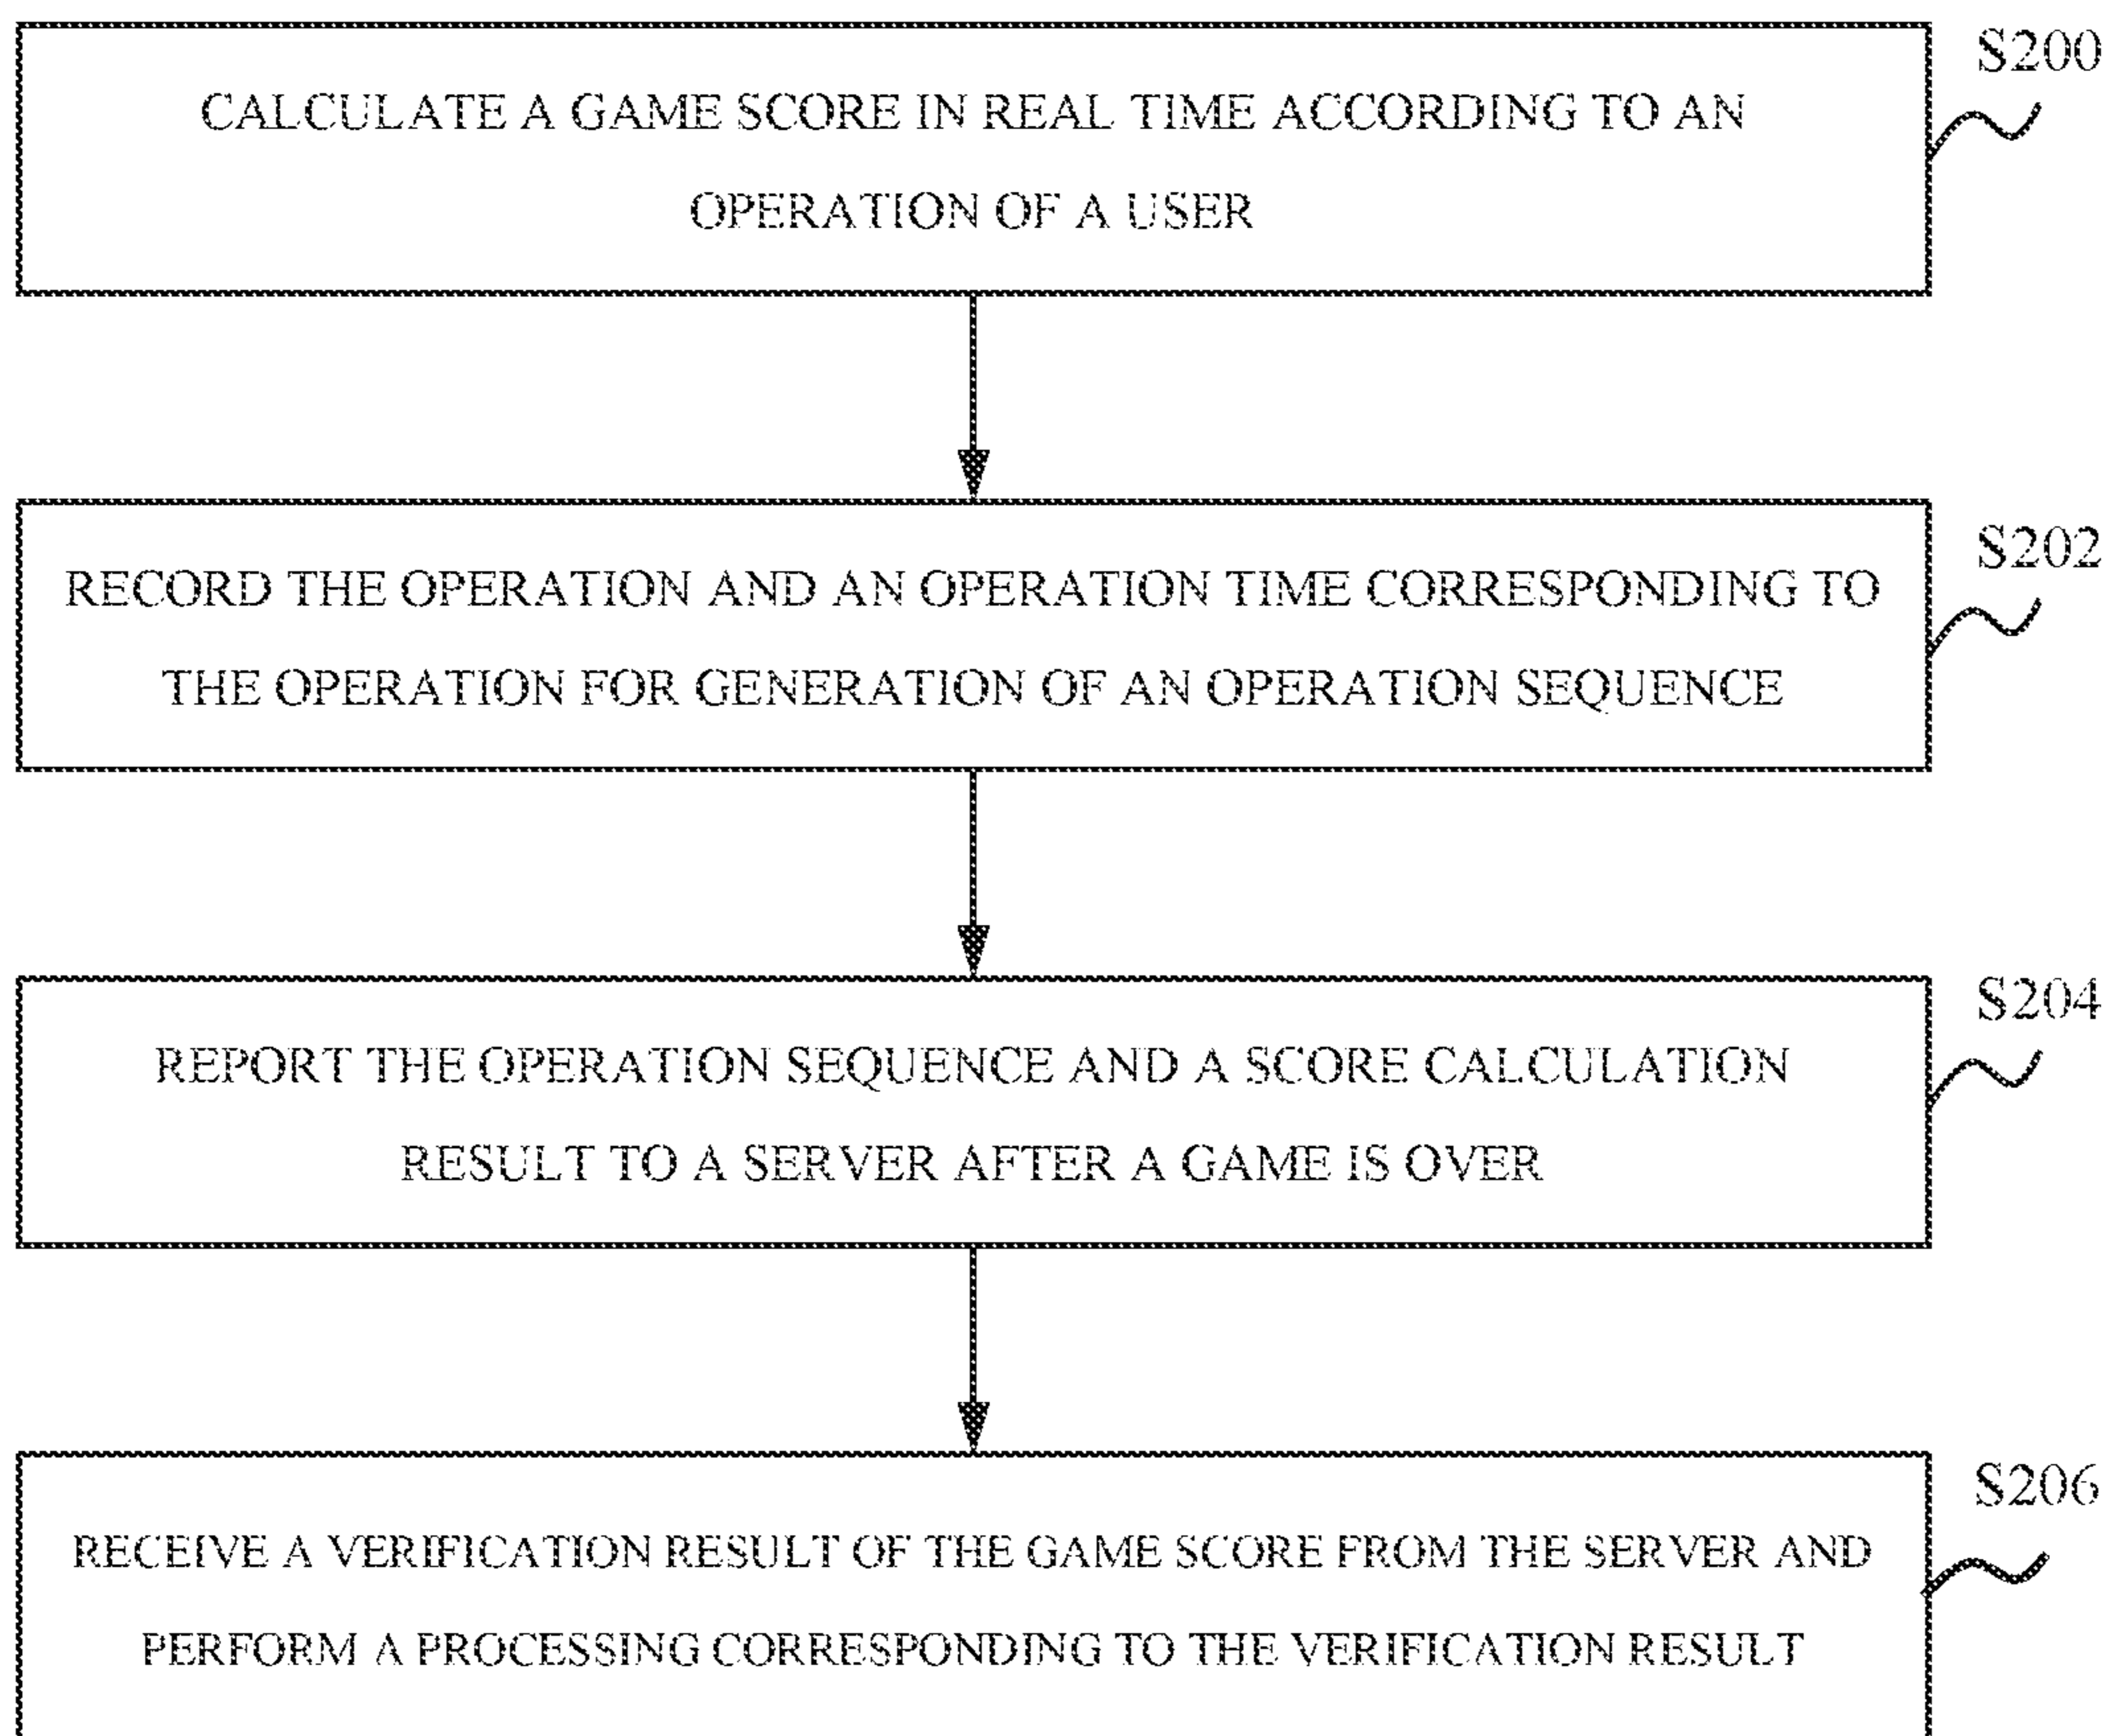 S200
CALCULATE A GAME SCORE IN REAL TIME ACCORDING TO AN
OPERATION OF A USER
S202
RECORD THE OPERATION AND AN OPERATION TIME CORRESPONDING TO
THE OPERATION FOR GENERATION OF AN OPERATION SEQUENCE
S204
REPORT THE OPERATION SEQUENCE AND A SCORE CALCULATION
RESULT TO A SERVER AFTER A GAME IS OVER
S206
RECEIVE A VERIFICATION RESULT OF THE GAME SCORE FROM THE SERVER AND
PERFORM A PROCESSING CORRESPONDING TO THE VERIFICATION RESULT